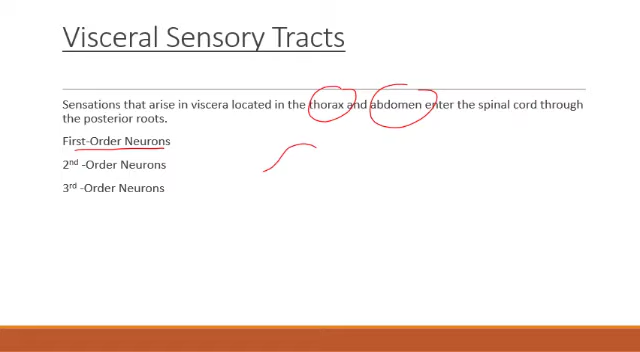 Visceral Sensory Tracts
Sensations that arise in viscera located in the thorax and abdomen enter the spinal cord through
the posterior roots.
First-Order Neurons
2nd -Order Neurons
3rd -Order Neurons